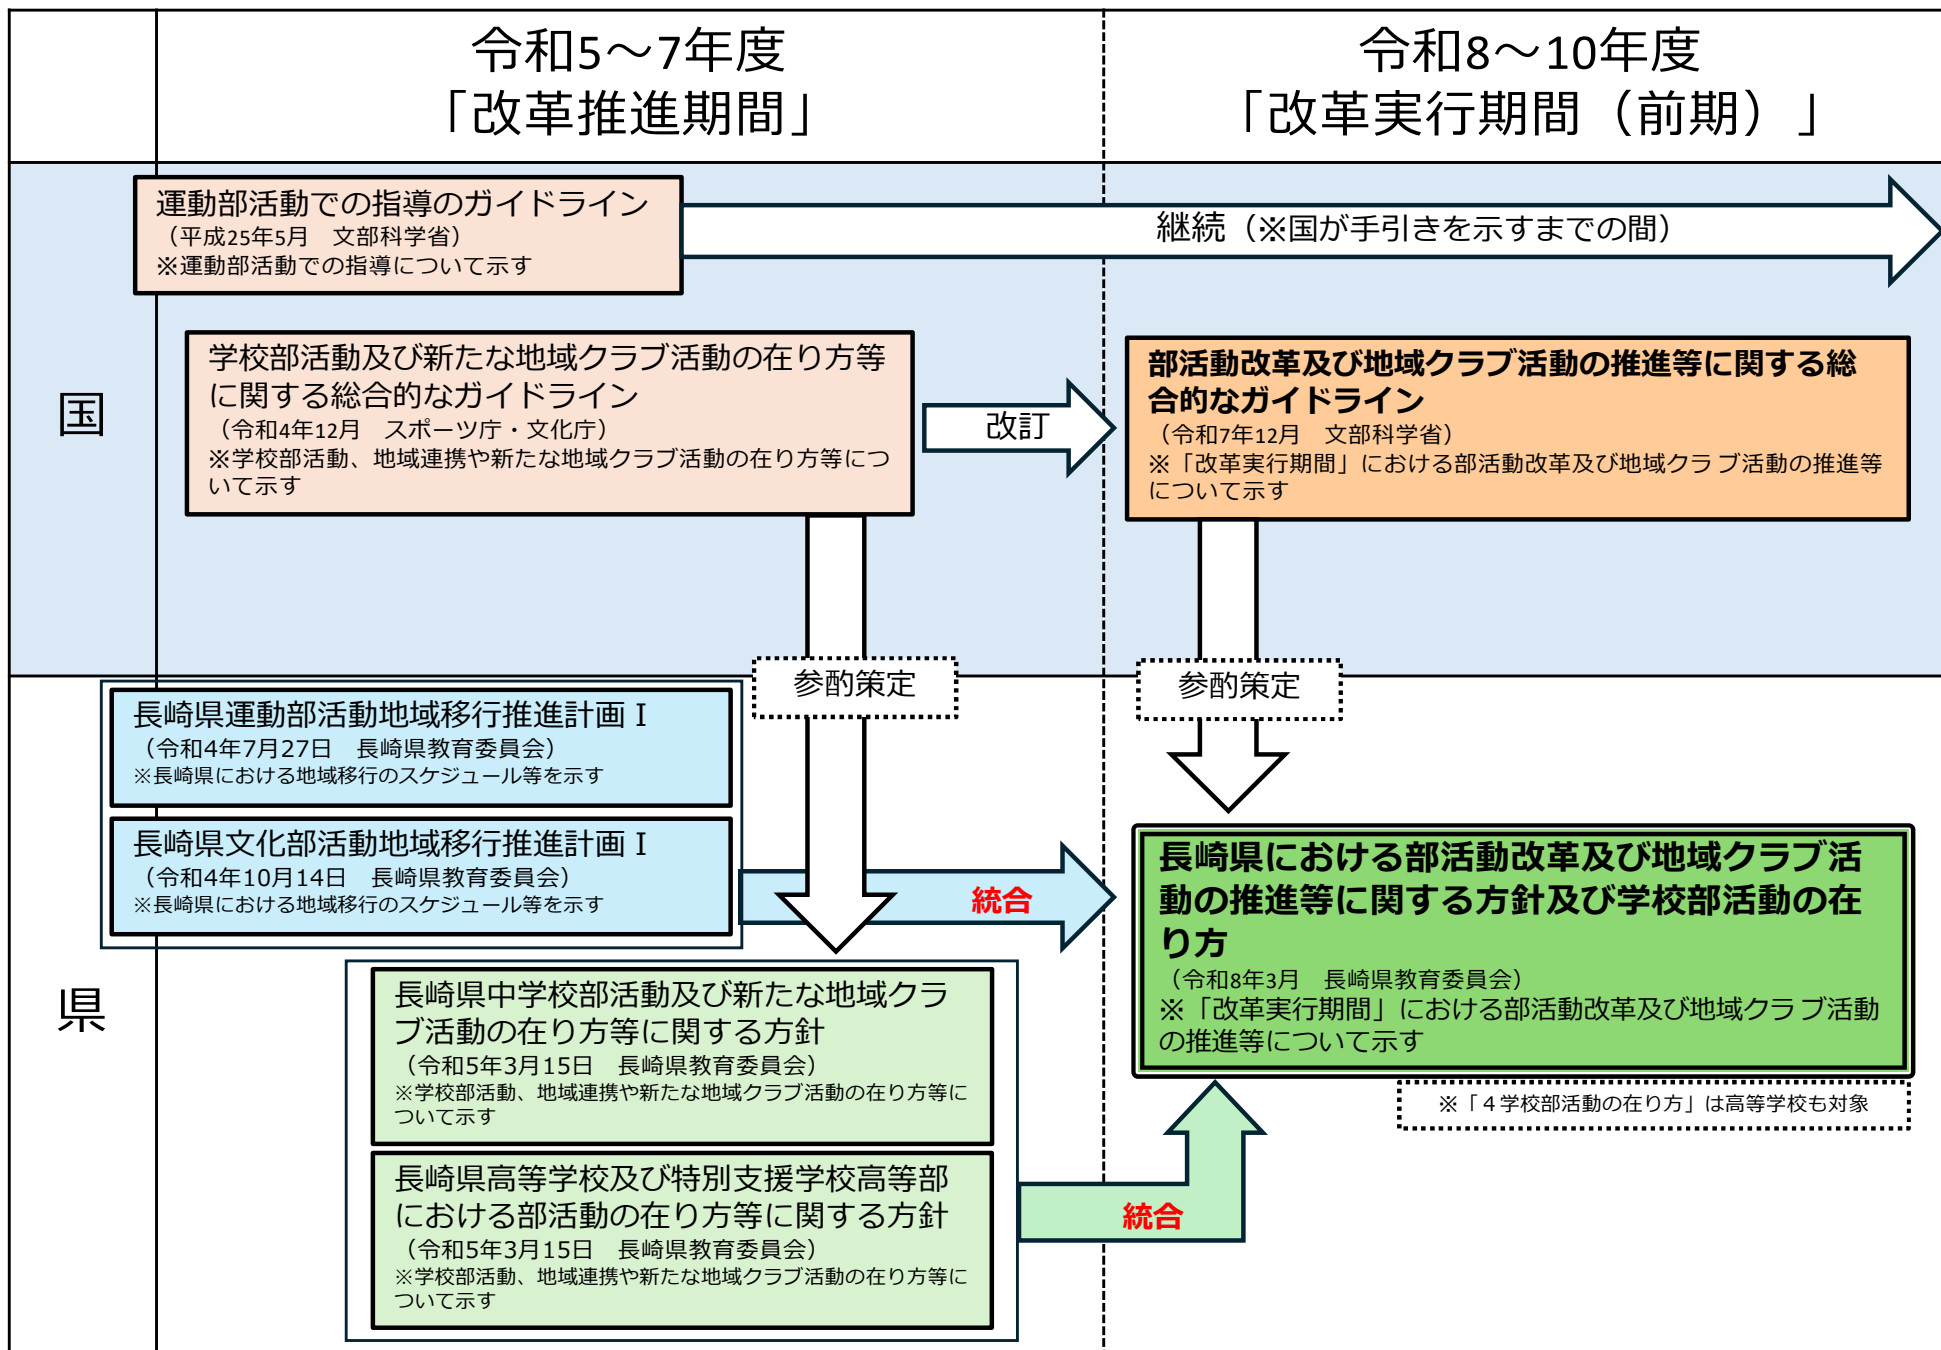 令和5～7年度
「改革推進期間」
令和8～10年度
「改革実行期間（前期）」
国
運動部活動での指導のガイドライン
（平成25年5月　文部科学省）
※運動部活動での指導について示す
継続（※国が手引きを示すまでの間）
学校部活動及び新たな地域クラブ活動の在り方等
に関する総合的なガイドライン
（令和4年12月　スポーツ庁・文化庁）
※学校部活動、地域連携や新たな地域クラブ活動の在り方等につ
いて示す
改訂
部活動改革及び地域クラブ活動の推進等に関する総
合的なガイドライン
（令和7年12月　文部科学省）
※「改革実行期間」における部活動改革及び地域クラブ活動の推進等
について示す
参酌策定
参酌策定
県
長崎県運動部活動地域移行推進計画Ⅰ
（令和4年7月27日　長崎県教育委員会）
※長崎県における地域移行のスケジュール等を示す
長崎県文化部活動地域移行推進計画Ⅰ
（令和4年10月14日　長崎県教育委員会）
※長崎県における地域移行のスケジュール等を示す
統合
長崎県における部活動改革及び地域クラブ活
動の推進等に関する方針及び学校部活動の在
り方
（令和8年3月　長崎県教育委員会）
※「改革実行期間」における部活動改革及び地域クラブ活動
の推進等について示す
※「４学校部活動の在り方」は高等学校も対象
長崎県中学校部活動及び新たな地域クラ
ブ活動の在り方等に関する方針
（令和5年3月15日　長崎県教育委員会）
※学校部活動、地域連携や新たな地域クラブ活動の在り方等に
ついて示す
長崎県高等学校及び特別支援学校高等部
における部活動の在り方等に関する方針
（令和5年3月15日　長崎県教育委員会）
※学校部活動、地域連携や新たな地域クラブ活動の在り方等に
ついて示す
統合